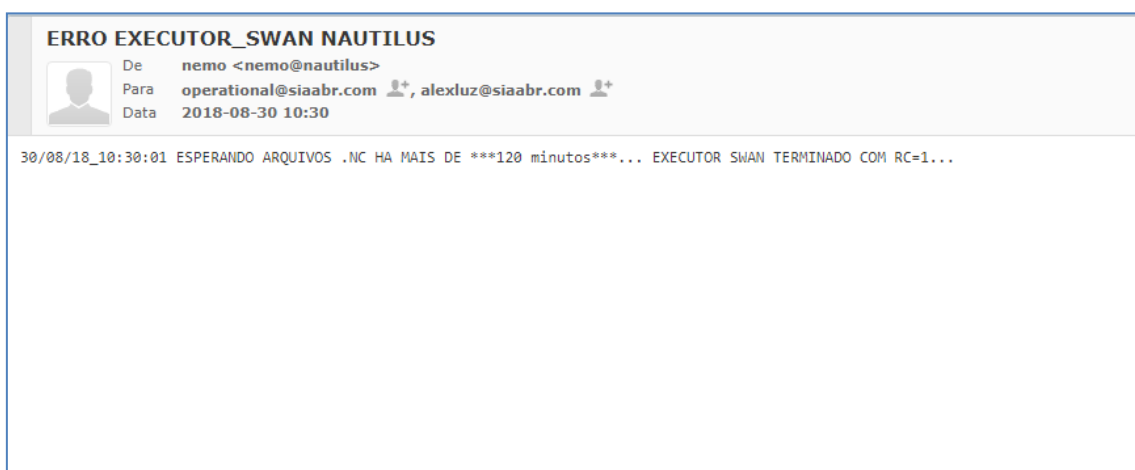 ERRO EXECUTOR_SWAN NAUTILUS
De nemo <nemo@nautilus>
Para operational@siaabr.com, alexluz@siaabr.com
Data 2018-08-30 10:30
30/08/18_10:30:01 ESPERANDO ARQUIVOS .NC HA MAIS DE ***120 minutos***... EXECUTOR SWAN TERMINADO COM RC=1...